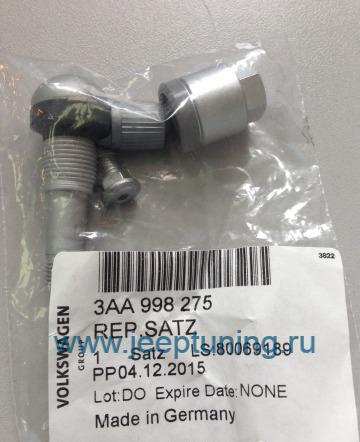 3822
VOLKSWAGEN
GROUP
3AA 998 275
REP.SATZ
www.jeeptuning.ru
1 Satz LS:80069189
PP04.12.2015
Lot:DO Expire Date:NONE
Made in Germany